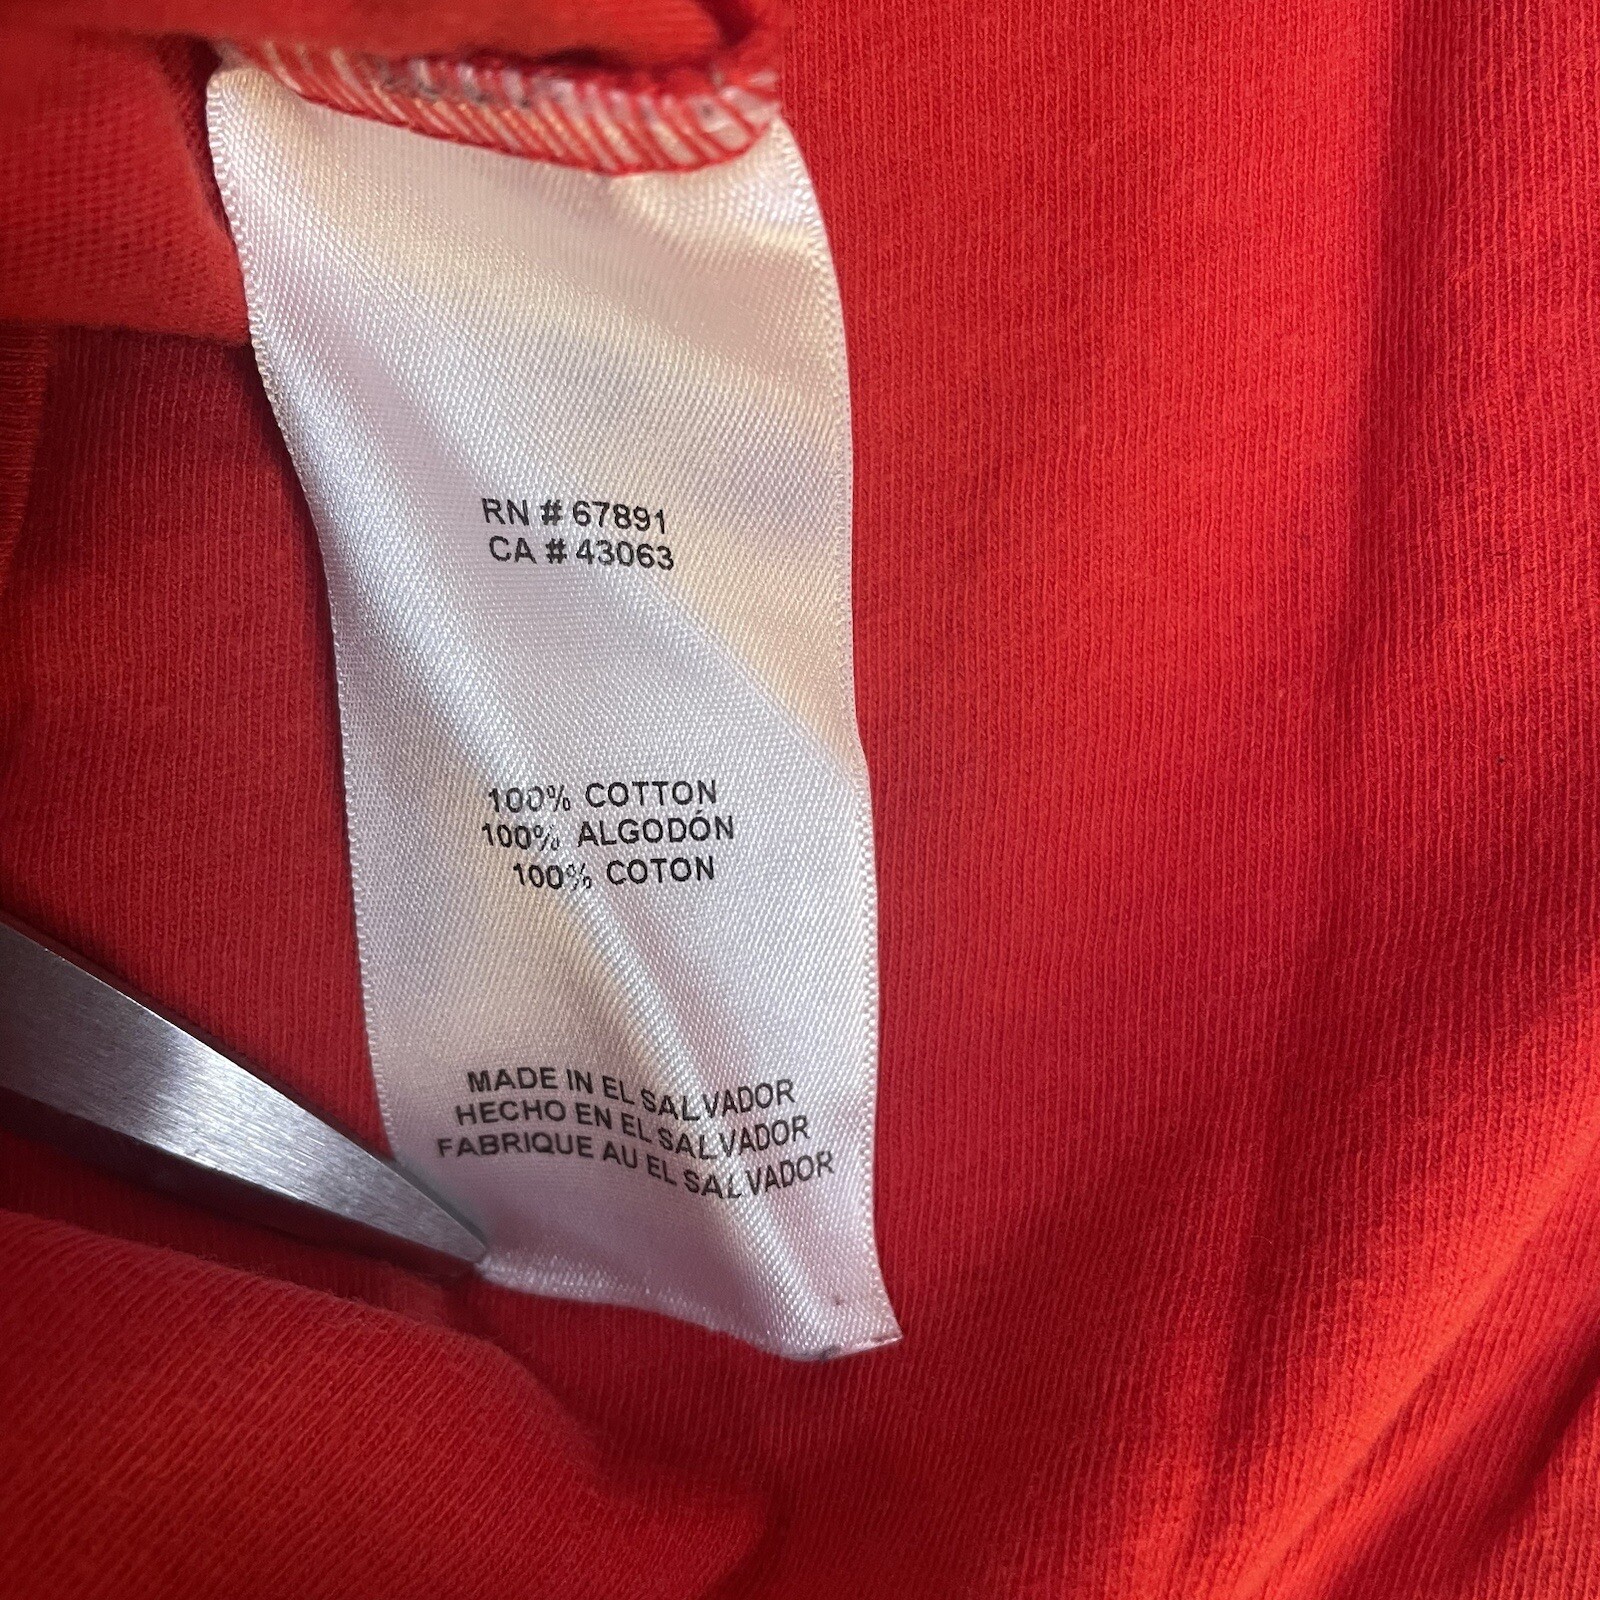 RN # 67891
CA # 43063
100% COTTON
100% ALGODÓN
100% COTON
MADE IN EL SALVADOR
HECHO EN EL SALVADOR
FABRIQUE AU EL SALVADOR